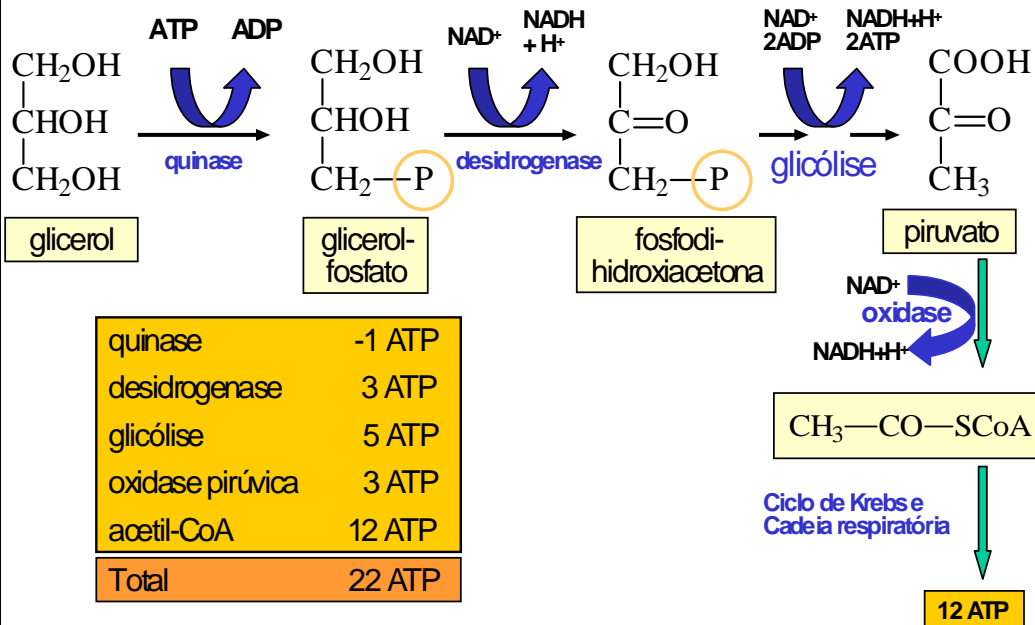 ATP ADP
NAD⁺
NADH
+ H⁺
NAD⁺
2ADP
NADH+H⁺
2ATP
CH₂OH
CHOH
CH₂OH
quinase
CH₂OH
CHOH
CH₂—P
desidrogenase
CH₂OH
C=O
CH₂—P
glicólise
COOH
C=O
CH₃
glicerol
glicerol-
fosfato
fosfodi-
hidroxiacetona
piruvato
NAD⁺
oxidase
NADH+H⁺
CH₃—CO—SCoA
Ciclo de Krebs e
Cadeia respiratória
12 ATP
quinase -1 ATP
desidrogenase 3 ATP
glicólise 5 ATP
oxidase pirúvica 3 ATP
acetil-CoA 12 ATP
Total 22 ATP